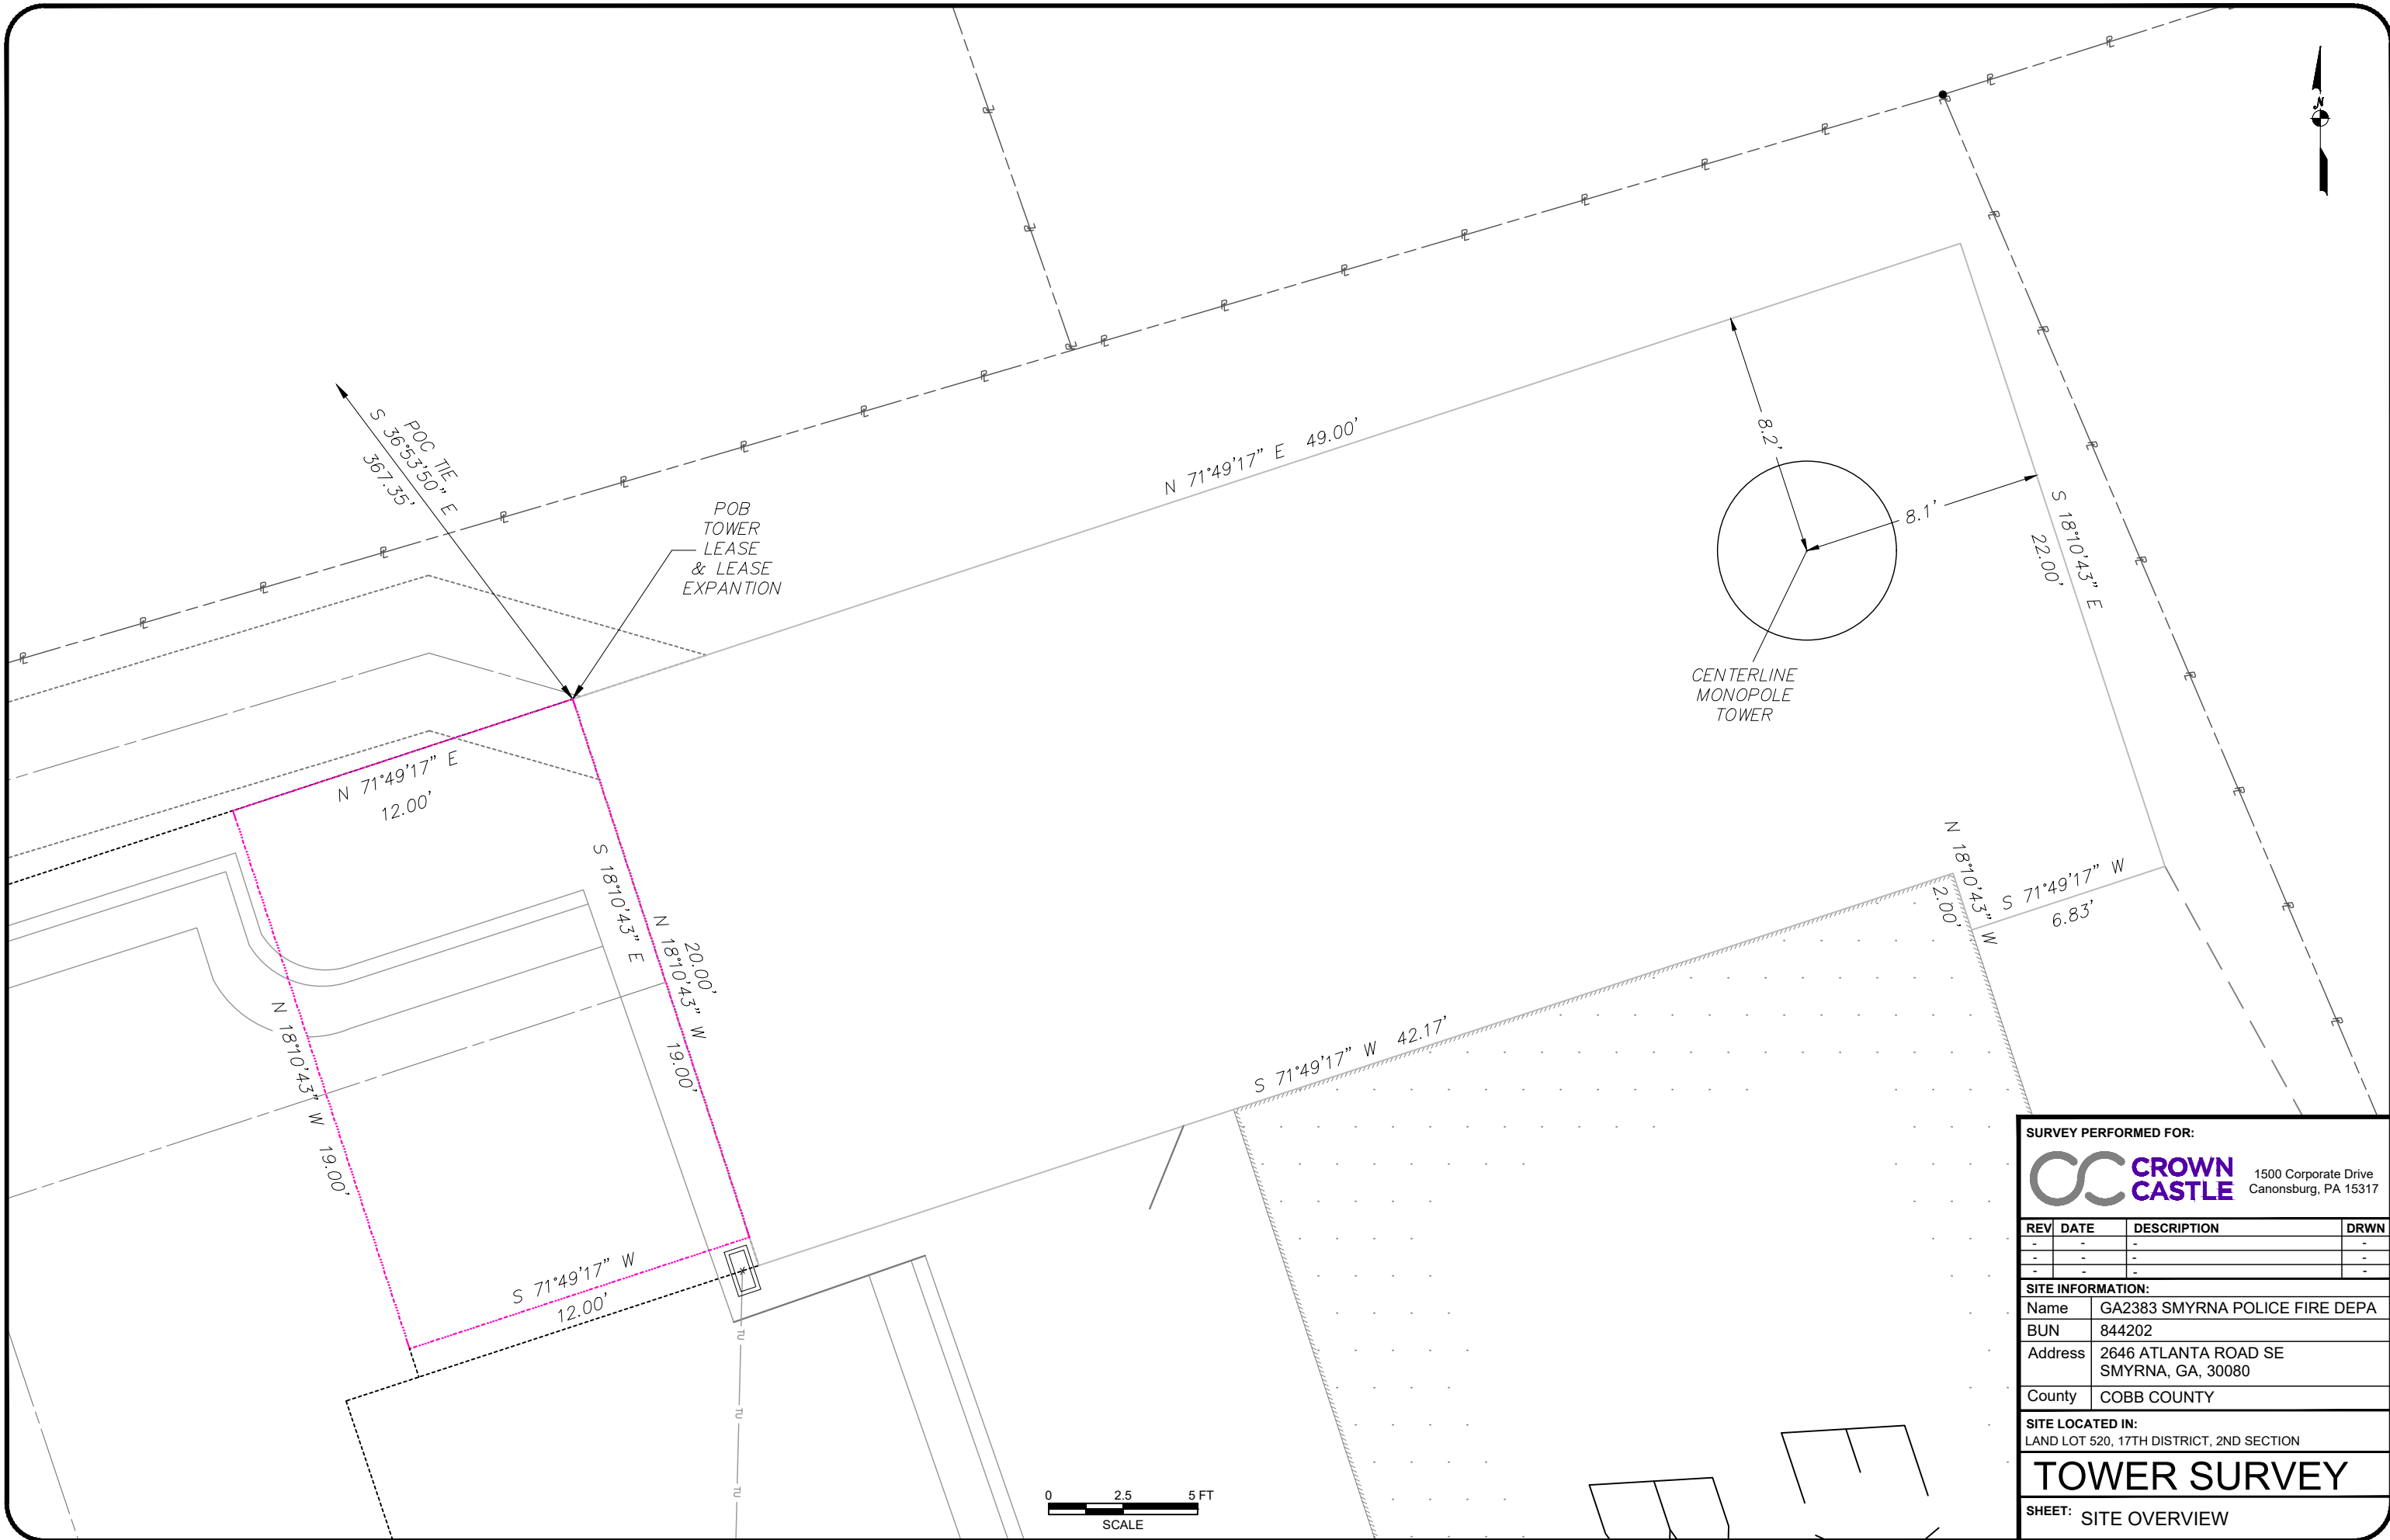 N
POC TIE
S 36°53'50" E
367.35'
POB
TOWER
LEASE
& LEASE
EXPANTION
N 71°49'17" E 49.00'
8.2'
8.1'
S 18°10'43" E
22.00'
CENTERLINE
MONOPOLE
TOWER
N 71°49'17" E
12.00'
S 18°10'43" E
20.00'
N 18°10'43" W
19.00'
N 18°10'43" W 19.00'
S 71°49'17" W
12.00'
S 71°49'17" W 42.17'
N 18°10'43" W
2.00'
S 71°49'17" W
6.83'
TU
TU
TU
0 2.5 5 FT
SCALE
SURVEY PERFORMED FOR:
CROWN
CASTLE
1500 Corporate Drive
Canonsburg, PA 15317
REV DATE DESCRIPTION DRWN
- - - -
- - - -
- - - -
SITE INFORMATION:
Name GA2383 SMYRNA POLICE FIRE DEPA
BUN 844202
Address 2646 ATLANTA ROAD SE
SMYRNA, GA, 30080
County COBB COUNTY
SITE LOCATED IN:
LAND LOT 520, 17TH DISTRICT, 2ND SECTION
TOWER SURVEY
SHEET: SITE OVERVIEW